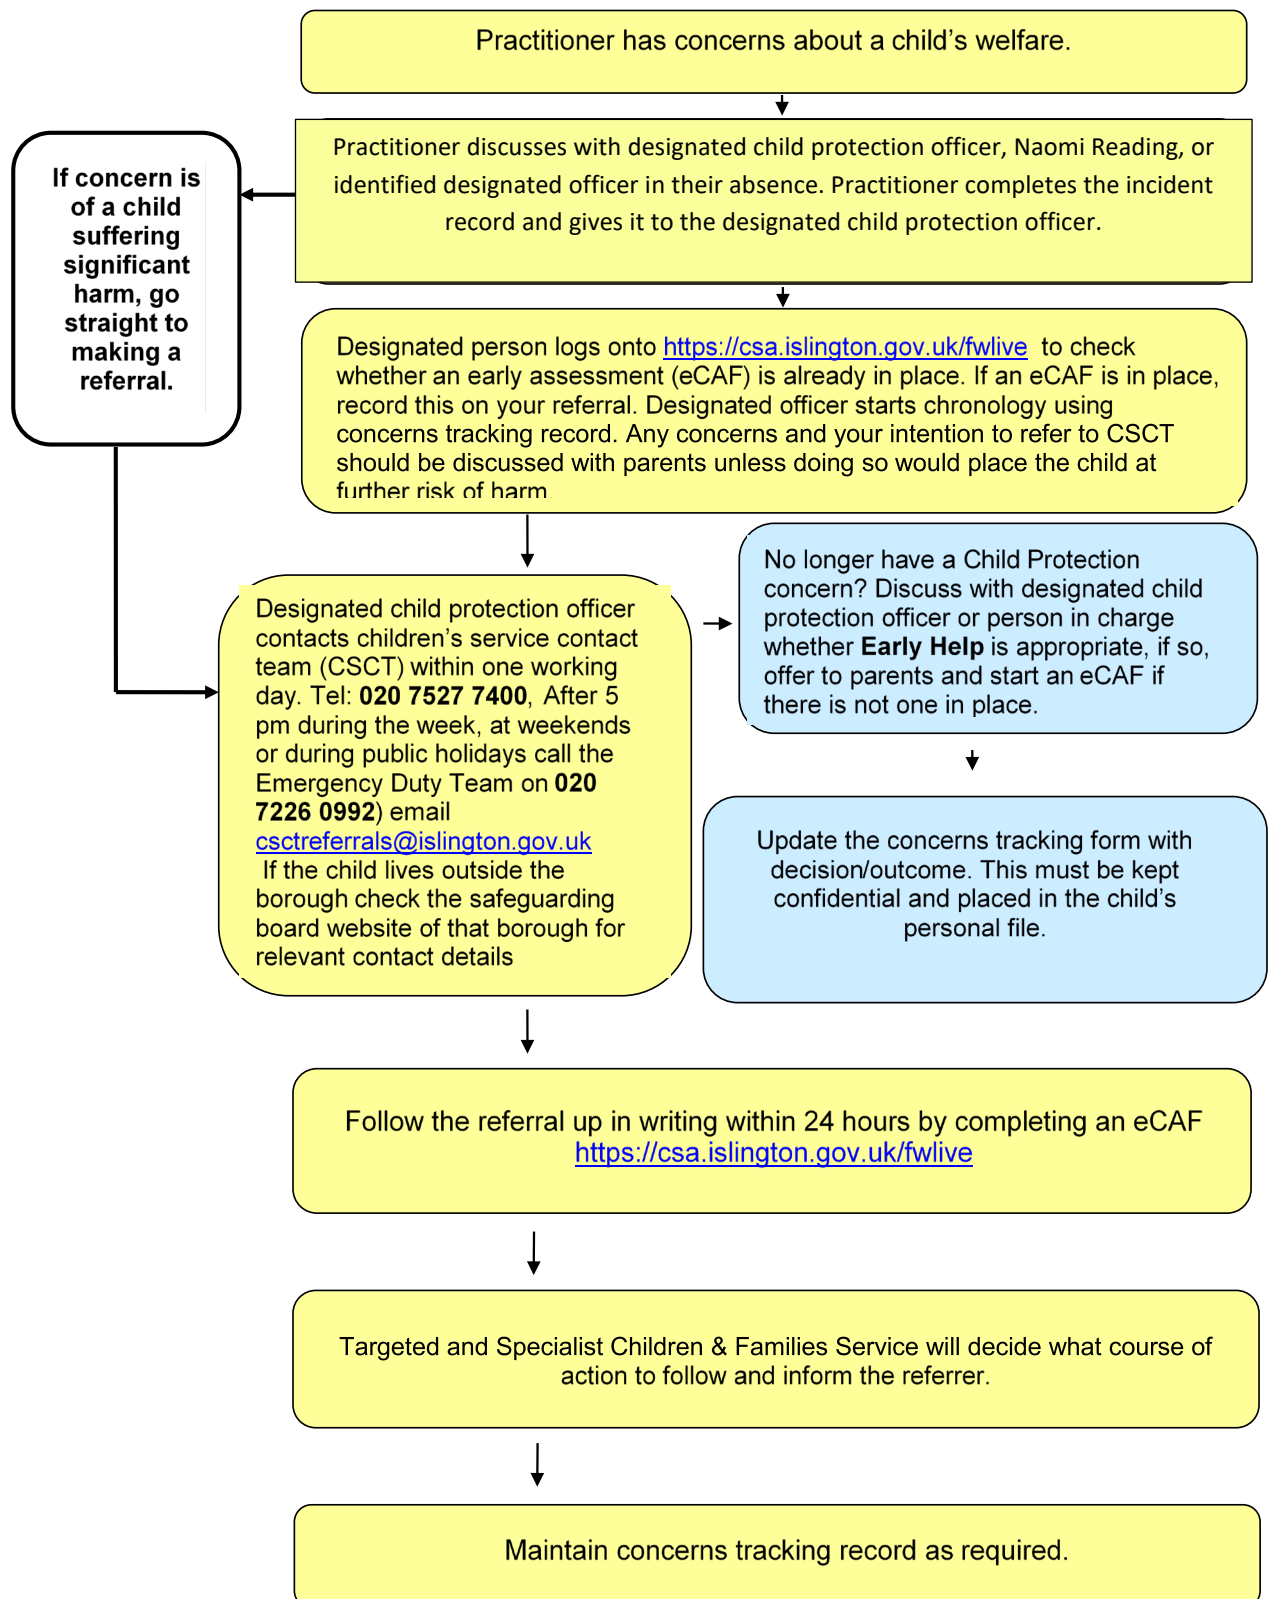 Practitioner has concerns about a child’s welfare.
Practitioner discusses with designated child protection officer, Naomi Reading, or
identified designated officer in their absence. Practitioner completes the incident
record and gives it to the designated child protection officer.
If concern is
of a child
suffering
significant
harm, go
straight to
making a
referral.
Designated person logs onto https://csa.islington.gov.uk/fwlive to check
whether an early assessment (eCAF) is already in place. If an eCAF is in place,
record this on your referral. Designated officer starts chronology using
concerns tracking record. Any concerns and your intention to refer to CSCT
should be discussed with parents unless doing so would place the child at
further risk of harm.
No longer have a Child Protection
concern? Discuss with designated child
protection officer or person in charge
whether Early Help is appropriate, if so,
offer to parents and start an eCAF if
there is not one in place.
Designated child protection officer
contacts children’s service contact
team (CSCT) within one working
day. Tel: 020 7527 7400, After 5
pm during the week, at weekends
or during public holidays call the
Emergency Duty Team on 020
7226 0992) email
csctreferrals@islington.gov.uk
If the child lives outside the
borough check the safeguarding
board website of that borough for
relevant contact details
Update the concerns tracking form with
decision/outcome. This must be kept
confidential and placed in the child’s
personal file.
Follow the referral up in writing within 24 hours by completing an eCAF
https://csa.islington.gov.uk/fwlive
Targeted and Specialist Children & Families Service will decide what course of
action to follow and inform the referrer.
Maintain concerns tracking record as required.